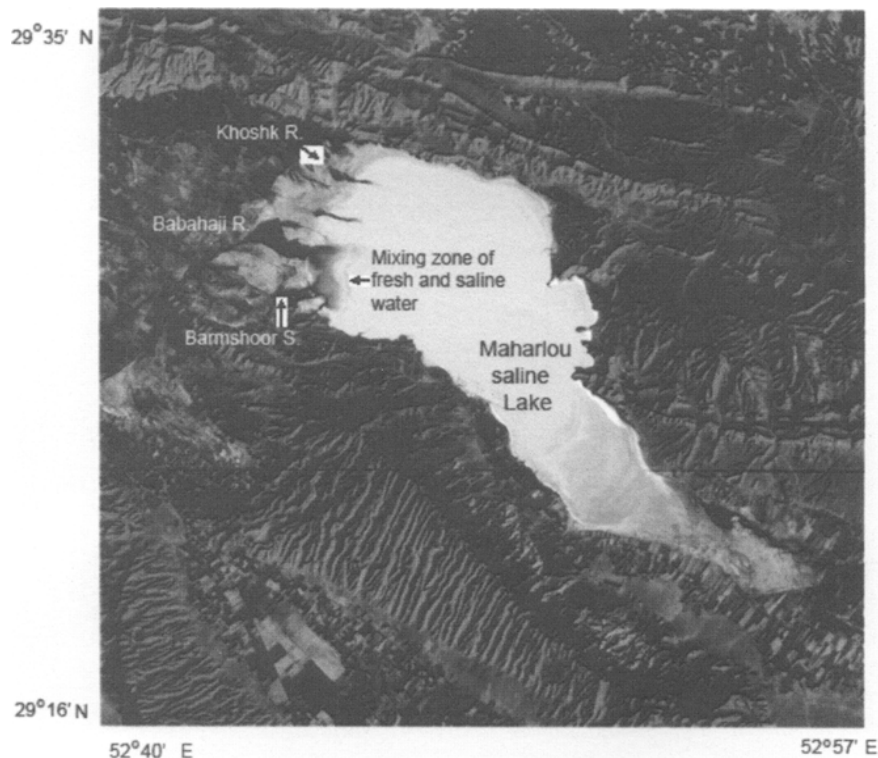 29°35' N
Khoshk R.
Babahaji R.
Mixing zone of
fresh and saline
water
Barmshoor S.
Maharlou
saline
Lake
29°16' N
52°40' E
52°57' E